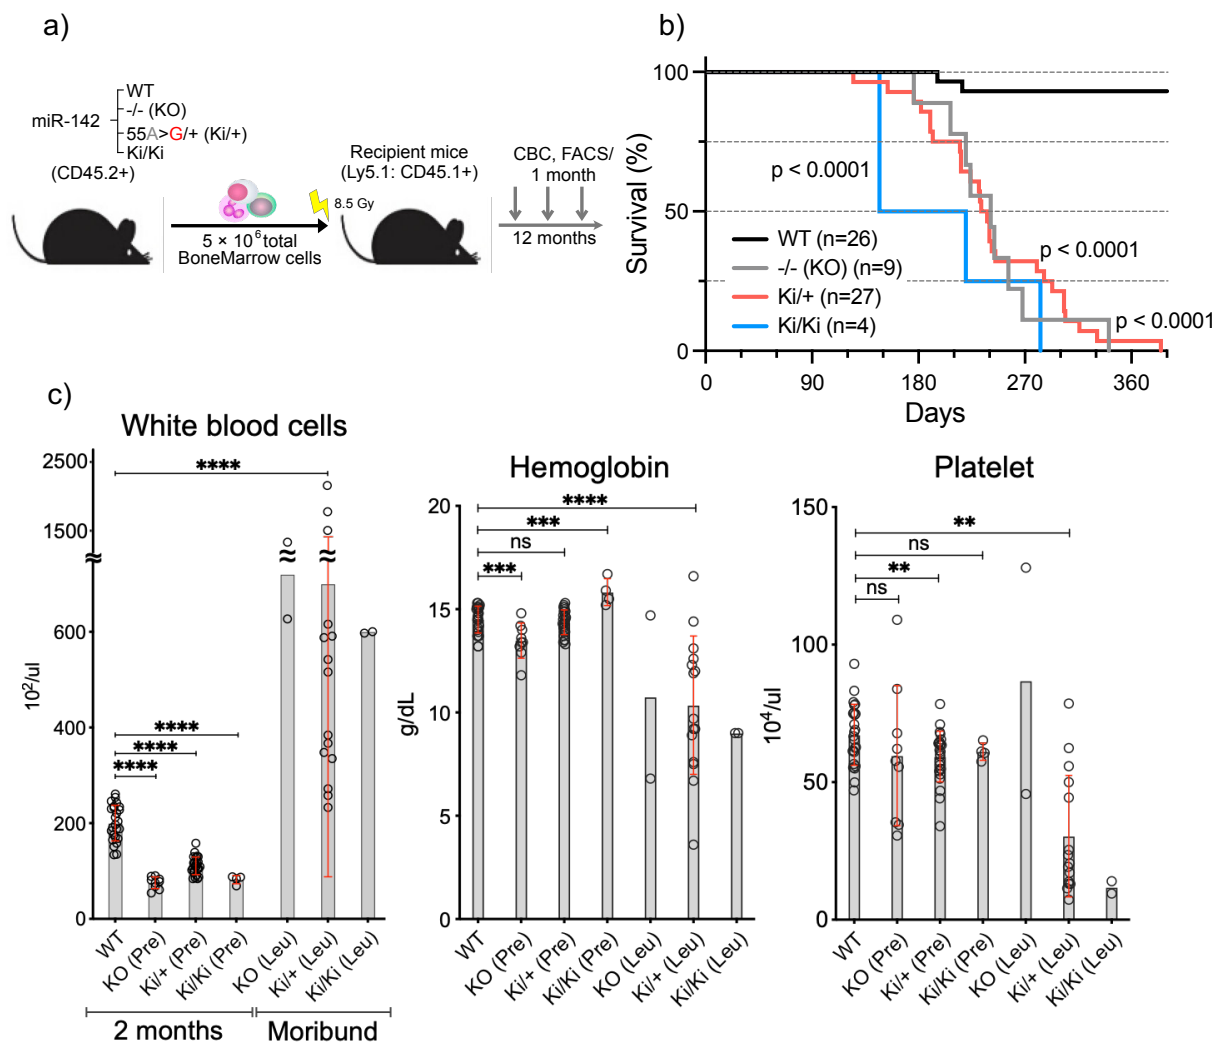 a)
miR-142
WT
-/- (KO)
55A>G/+ (Ki/+)
Ki/Ki
(CD45.2+)
5 × 10⁶ total
BoneMarrow cells
8.5 Gy
Recipient mice
(Ly5.1: CD45.1+)
CBC, FACS/
1 month
12 months
b)
Survival (%)
100
50
0
p < 0.0001
p < 0.0001
p < 0.0001
WT (n=26)
-/- (KO) (n=9)
Ki/+ (n=27)
Ki/Ki (n=4)
0 90 180 270 360
Days
c)
White blood cells
10²/ul
2500
1500
≈
600
400
200
0
****
≈ ≈
****
****
****
WT
KO (Pre)
Ki/+ (Pre)
Ki/Ki (Pre)
KO (Leu)
Ki/+ (Leu)
Ki/Ki (Leu)
2 months
Moribund
Hemoglobin
g/dL
20
15
10
5
0
****
***
ns
***
WT
KO (Pre)
Ki/+ (Pre)
Ki/Ki (Pre)
KO (Leu)
Ki/+ (Leu)
Ki/Ki (Leu)
Platelet
10⁴/ul
150
100
50
0
**
ns
**
ns
WT
KO (Pre)
Ki/+ (Pre)
Ki/Ki (Pre)
KO (Leu)
Ki/+ (Leu)
Ki/Ki (Leu)